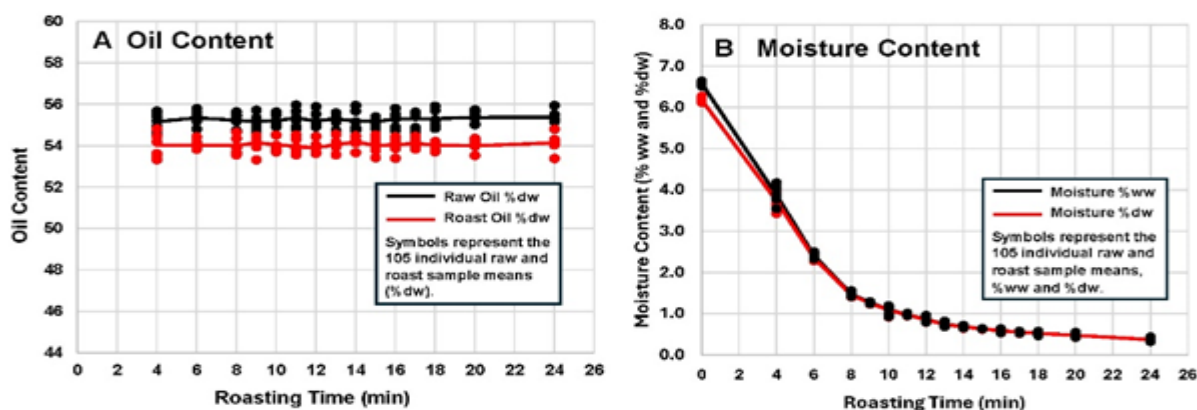 A Oil Content
60
58
56
54
52
50
48
46
44
Oil Content
Raw Oil %dw
Roast Oil %dw
Symbols represent the
105 individual raw and
roast sample means
(%dw).
0 2 4 6 8 10 12 14 16 18 20 22 24 26
Roasting Time (min)
B Moisture Content
8.0
7.0
6.0
5.0
4.0
3.0
2.0
1.0
0.0
Moisture Content (% ww and %dw)
Moisture %ww
Moisture %dw
Symbols represent the
105 individual raw and
roast sample means,
%ww and %dw.
0 2 4 6 8 10 12 14 16 18 20 22 24 26
Roasting Time (min)